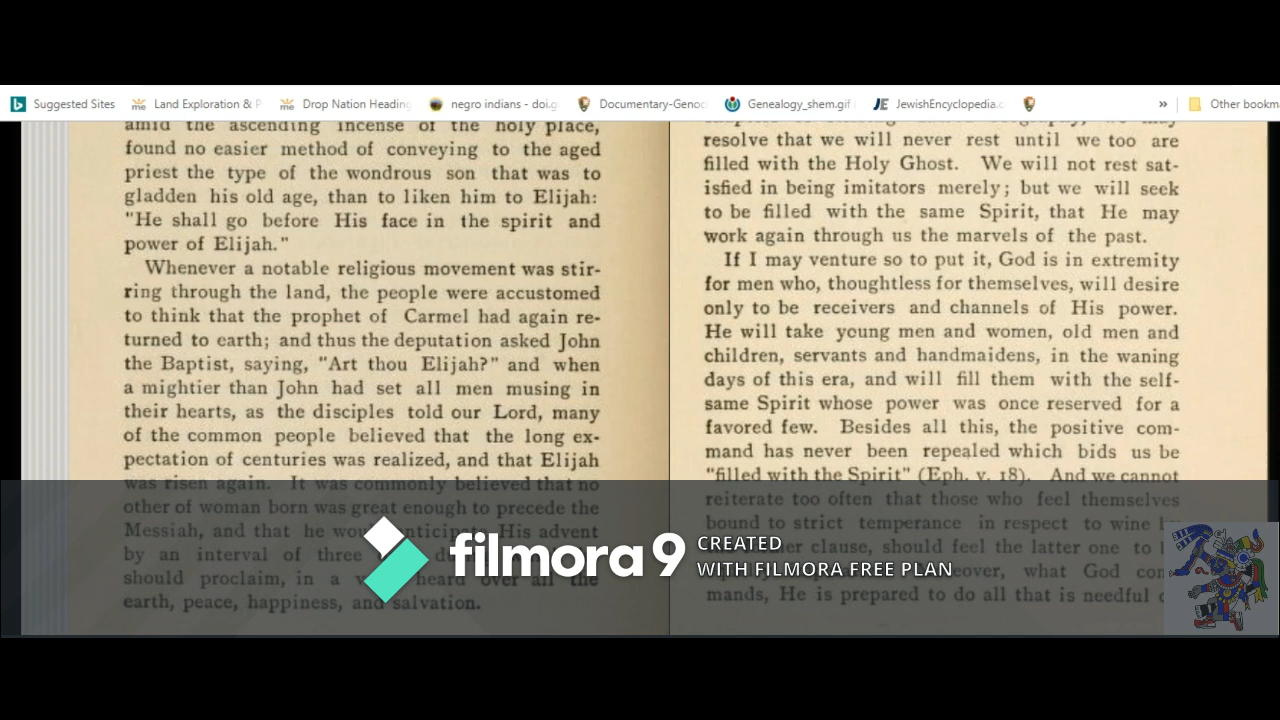 Suggested Sites
Land Exploration & P
Drop Nation Heading
negro indians - doi.g
Documentary-Genoc
Genealogy_shem.gif
JewishEncyclopedia.c
»
Other bookm
amid the ascending incense of the holy place,
found no easier method of conveying to the aged
priest the type of the wondrous son that was to
gladden his old age, than to liken him to Elijah:
"He shall go before His face in the spirit and
power of Elijah."
Whenever a notable religious movement was stir-
ring through the land, the people were accustomed
to think that the prophet of Carmel had again re-
turned to earth; and thus the deputation asked John
the Baptist, saying, "Art thou Elijah?" and when
a mightier than John had set all men musing in
their hearts, as the disciples told our Lord, many
of the common people believed that the long ex-
pectation of centuries was realized, and that Elijah
was risen again. It was commonly believed that no
other of woman born was great enough to precede the
Messiah, and that he would anticipate His advent
by an interval of three
should proclaim, in a heard over all the
earth, peace, happiness, and salvation.
resolve that we will never rest until we too are
filled with the Holy Ghost. We will not rest sat-
isfied in being imitators merely; but we will seek
to be filled with the same Spirit, that He may
work again through us the marvels of the past.
If I may venture so to put it, God is in extremity
for men who, thoughtless for themselves, will desire
only to be receivers and channels of His power.
He will take young men and women, old men and
children, servants and handmaidens, in the waning
days of this era, and will fill them with the self-
same Spirit whose power was once reserved for a
favored few. Besides all this, the positive com-
mand has never been repealed which bids us be
"filled with the Spirit" (Eph. v. 18). And we cannot
reiterate too often that those who feel themselves
bound to strict temperance in respect to wine
clause, should feel the latter one to
what God com-
mands, He is prepared to do all that is needful
filmora 9
CREATED
WITH FILMORA FREE PLAN